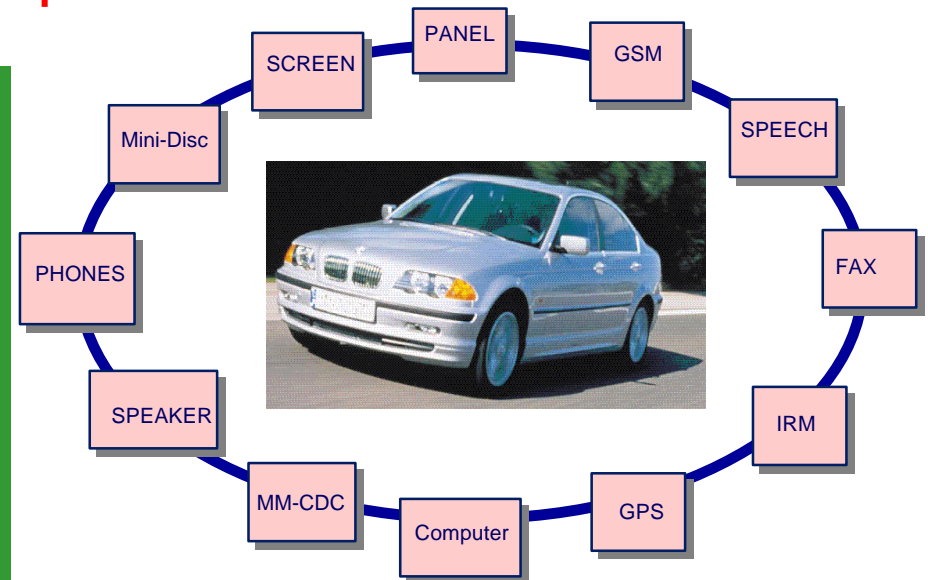 PANEL
SCREEN
GSM
SPEECH
Mini-Disc
PHONES
FAX
SPEAKER
IRM
MM-CDC
GPS
Computer